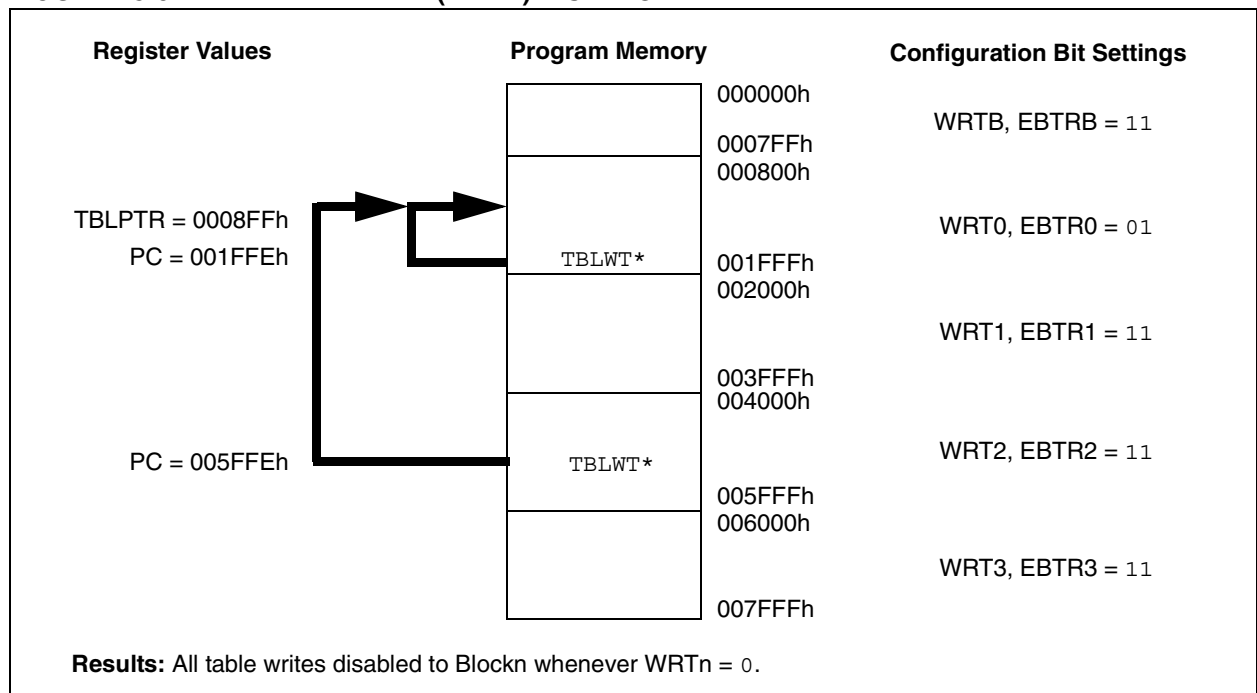 Register Values Program Memory Configuration Bit Settings
000000h
WRTB, EBTRB = 11
0007FFh
000800h
TBLPTR = 0008FFh
WRT0, EBTR0 = 01
PC = 001FFEh
TBLWT*
001FFFh
002000h
WRT1, EBTR1 = 11
003FFFh
004000h
PC = 005FFEh
TBLWT*
WRT2, EBTR2 = 11
005FFFh
006000h
WRT3, EBTR3 = 11
007FFFh
Results: All table writes disabled to Blockn whenever WRTn = 0.